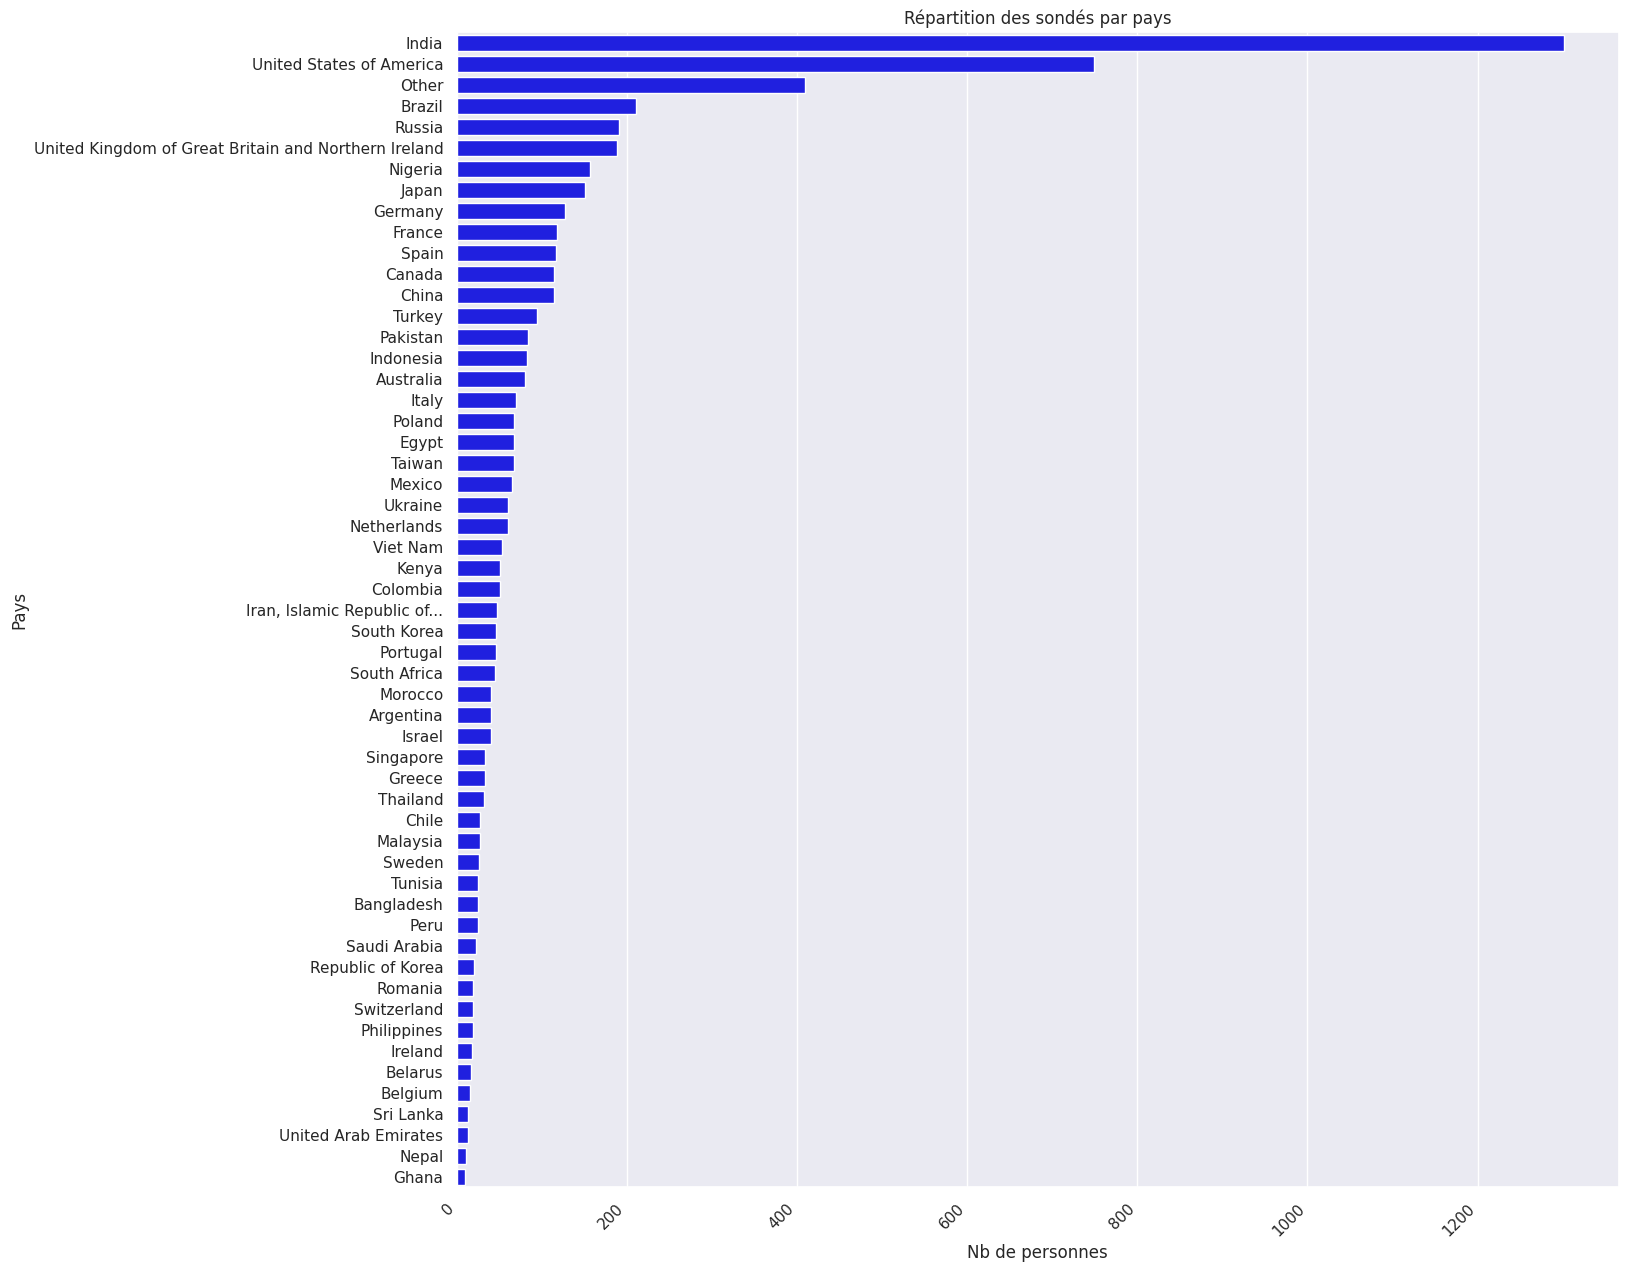 Répartition des sondés par pays
India
United States of America
Other
Brazil
Russia
United Kingdom of Great Britain and Northern Ireland
Nigeria
Japan
Germany
France
Spain
Canada
China
Turkey
Pakistan
Indonesia
Australia
Italy
Poland
Egypt
Taiwan
Mexico
Ukraine
Netherlands
Viet Nam
Kenya
Colombia
Iran, Islamic Republic of...
South Korea
Portugal
South Africa
Morocco
Argentina
Israel
Singapore
Greece
Thailand
Chile
Malaysia
Sweden
Tunisia
Bangladesh
Peru
Saudi Arabia
Republic of Korea
Romania
Switzerland
Philippines
Ireland
Belarus
Belgium
Sri Lanka
United Arab Emirates
Nepal
Ghana
Pays
0 200 400 600 800 1000 1200
Nb de personnes